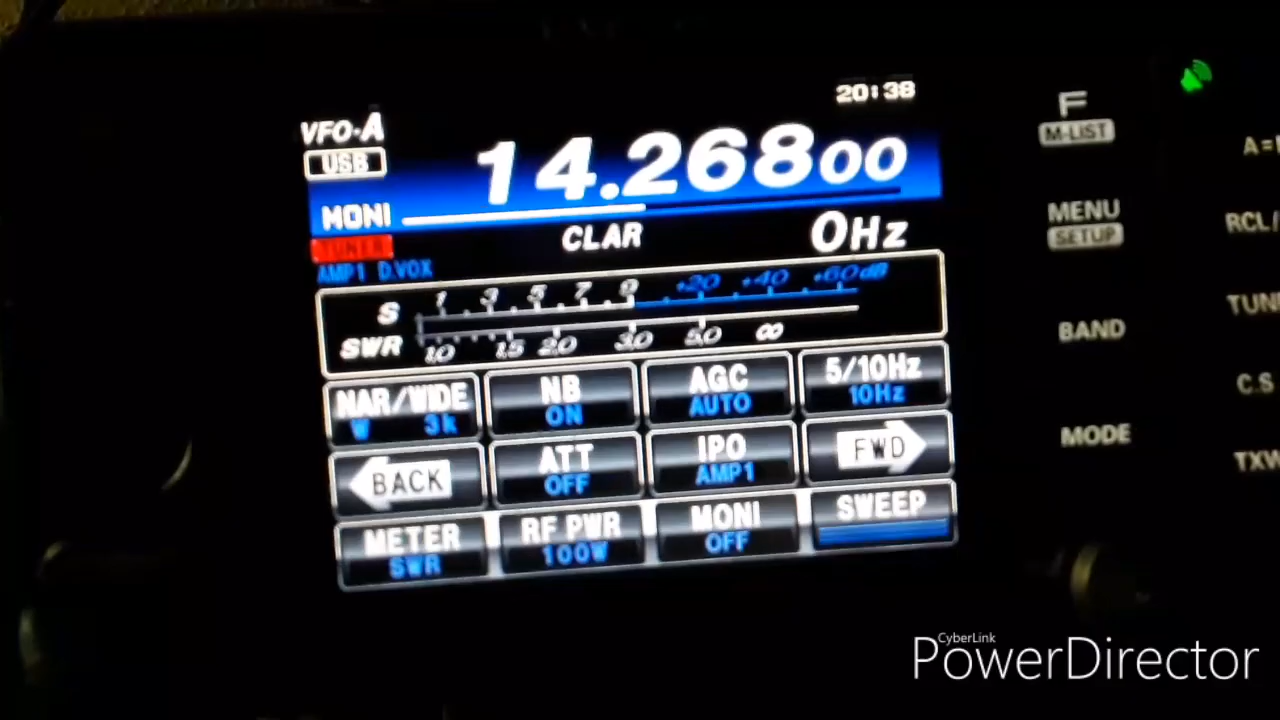 20:38
VFO-A
USB
14.26800
MONI
TUNER
CLAR
0Hz
AMP1 D.VOX
S 1 3 5 7 9 +20 +40 +60dB
SWR 1.0 1.5 2.0 3.0 5.0 ∞
NAR/WIDE NB AGC 5/10Hz
W 3k ON AUTO 10Hz
BACK ATT IPO FWD
OFF AMP1
METER RF PWR MONI SWEEP
SWR 100W OFF
F
M-LIST
MENU
SETUP
BAND
MODE
RCL/
C.S
TXW
CyberLink
PowerDirector